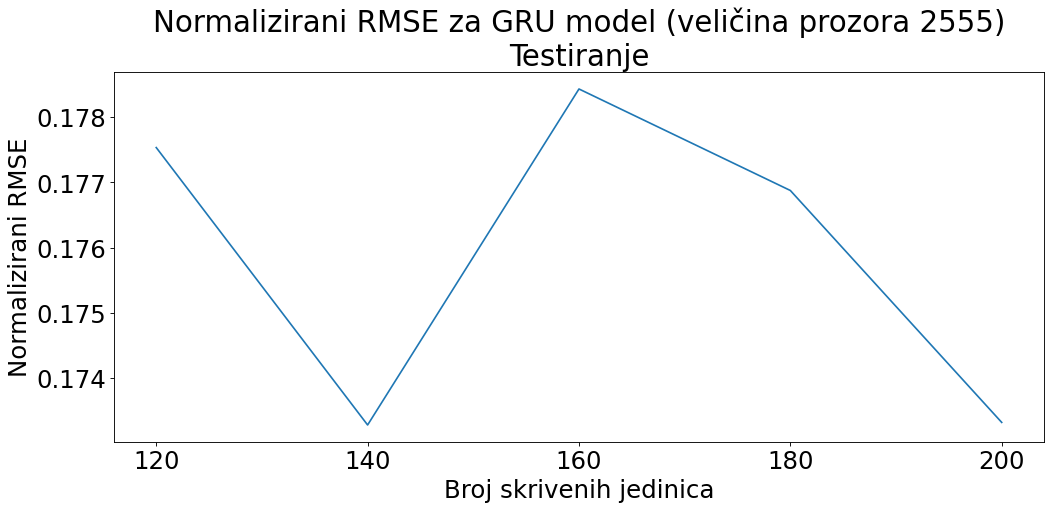 Normalizirani RMSE za GRU model (veličina prozora 2555)
Testiranje
Normalizirani RMSE
0.178
0.177
0.176
0.175
0.174
120 140 160 180 200
Broj skrivenih jedinica